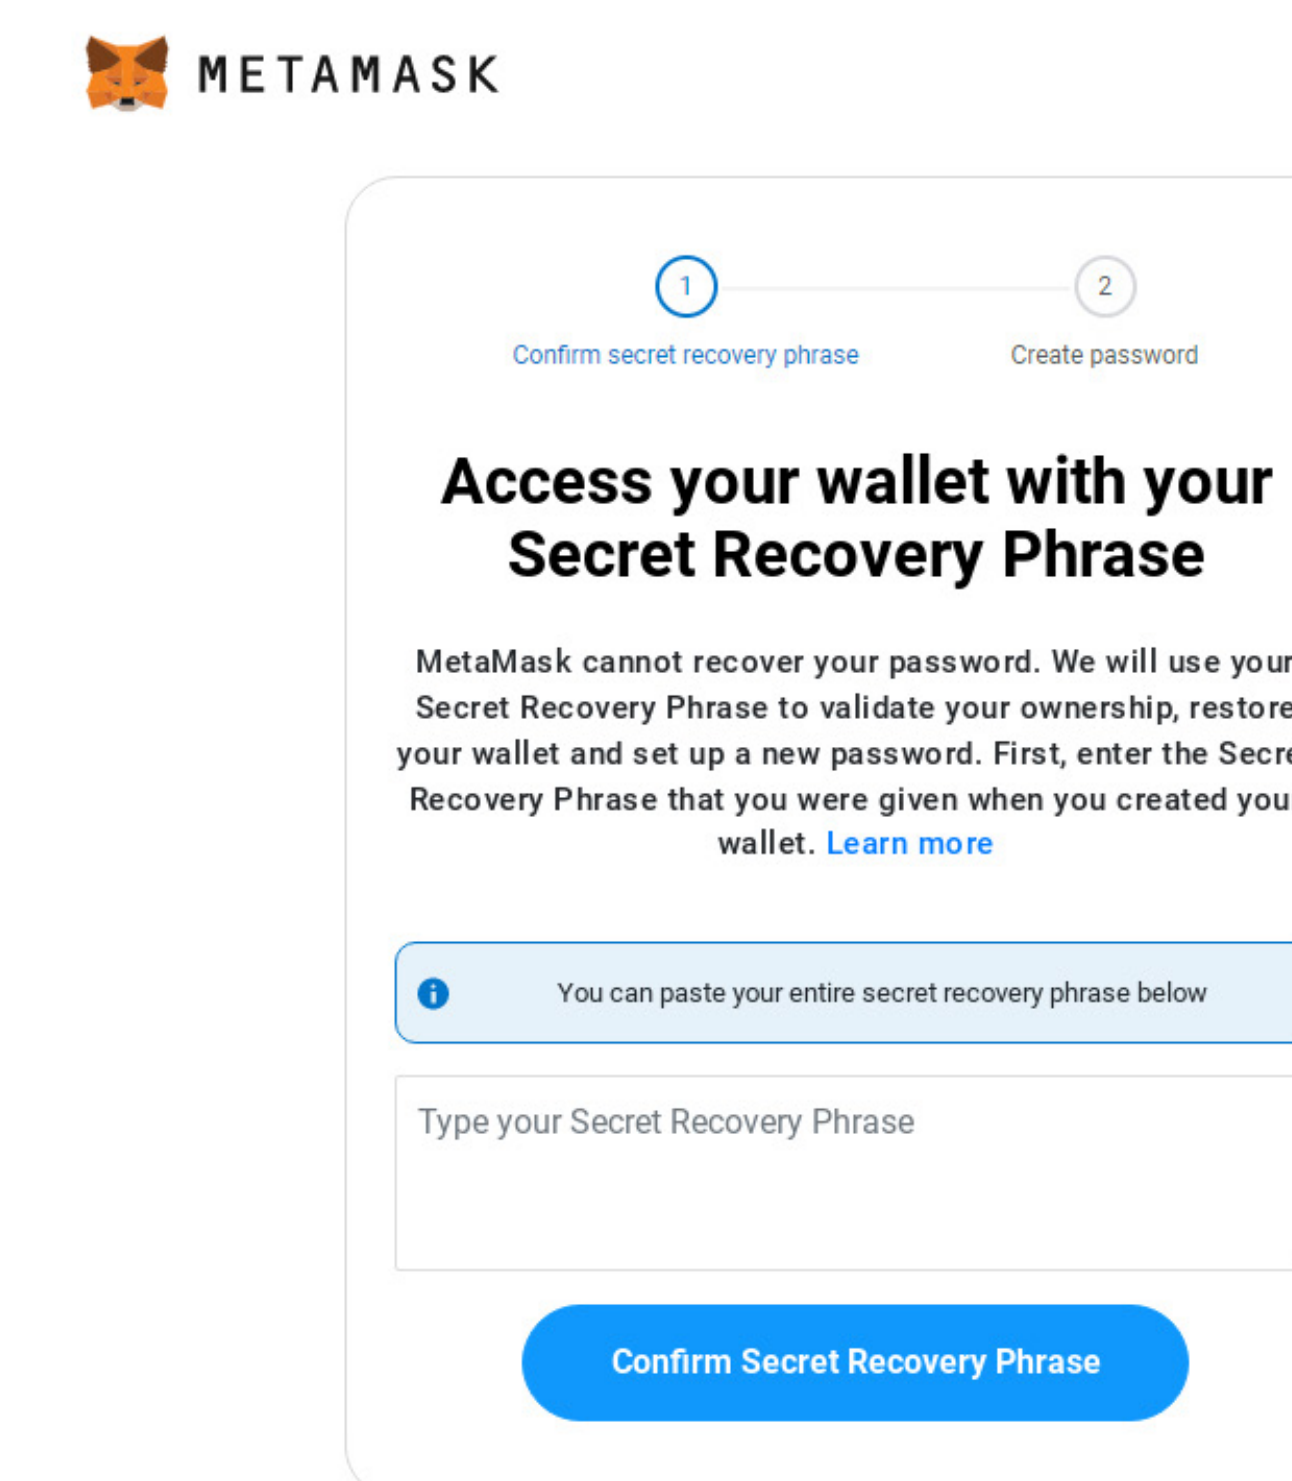 METAMASK
1
2
Confirm secret recovery phrase
Create password
Access your wallet with your
Secret Recovery Phrase
MetaMask cannot recover your password. We will use your
Secret Recovery Phrase to validate your ownership, restore
your wallet and set up a new password. First, enter the Secre
Recovery Phrase that you were given when you created you
wallet. Learn more
You can paste your entire secret recovery phrase below
Type your Secret Recovery Phrase
Confirm Secret Recovery Phrase